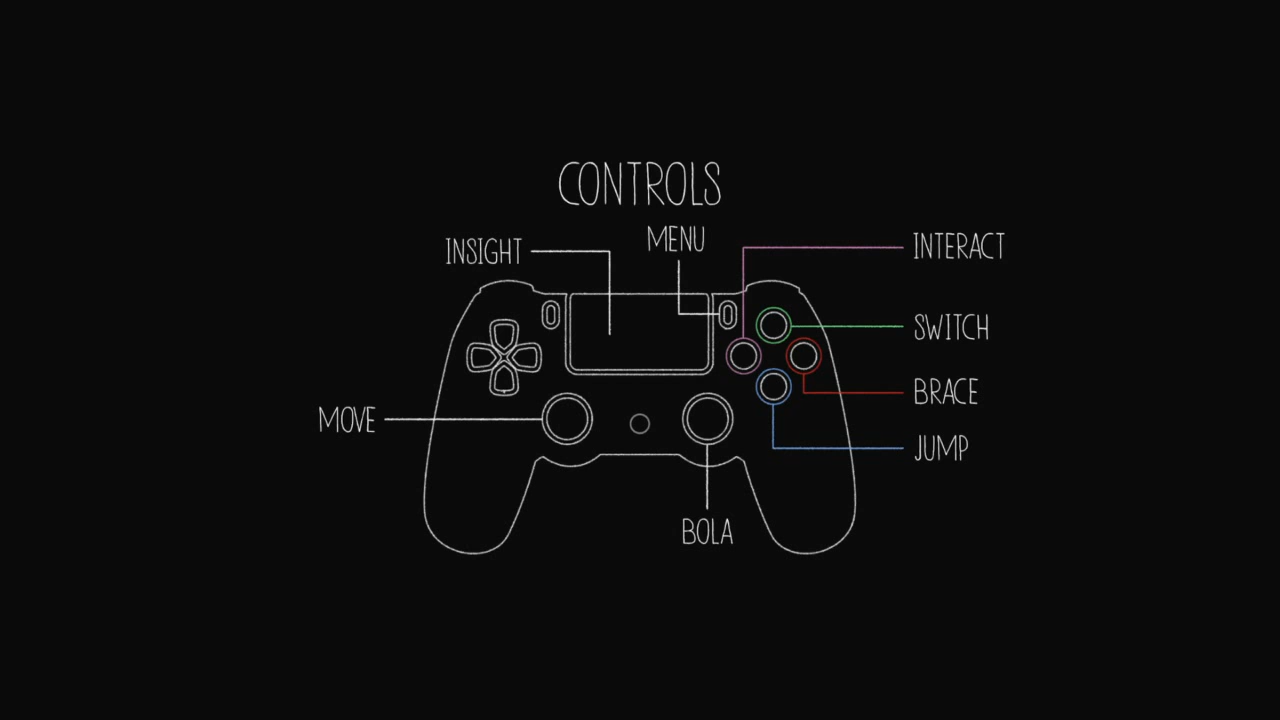 CONTROLS
MENU
INSIGHT
INTERACT
SWITCH
BRACE
MOVE
JUMP
BOLA